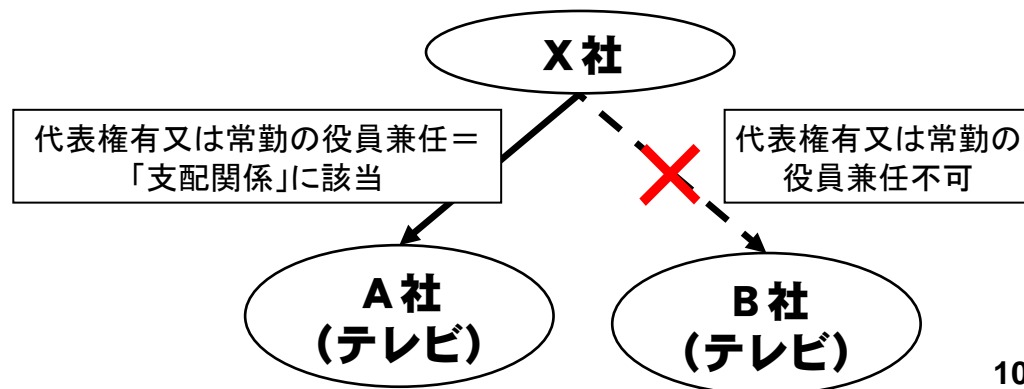 X社
代表権有又は常勤の役員兼任＝
「支配関係」に該当
代表権有又は常勤の
役員兼任不可
A社
(テレビ)
B社
(テレビ)
10